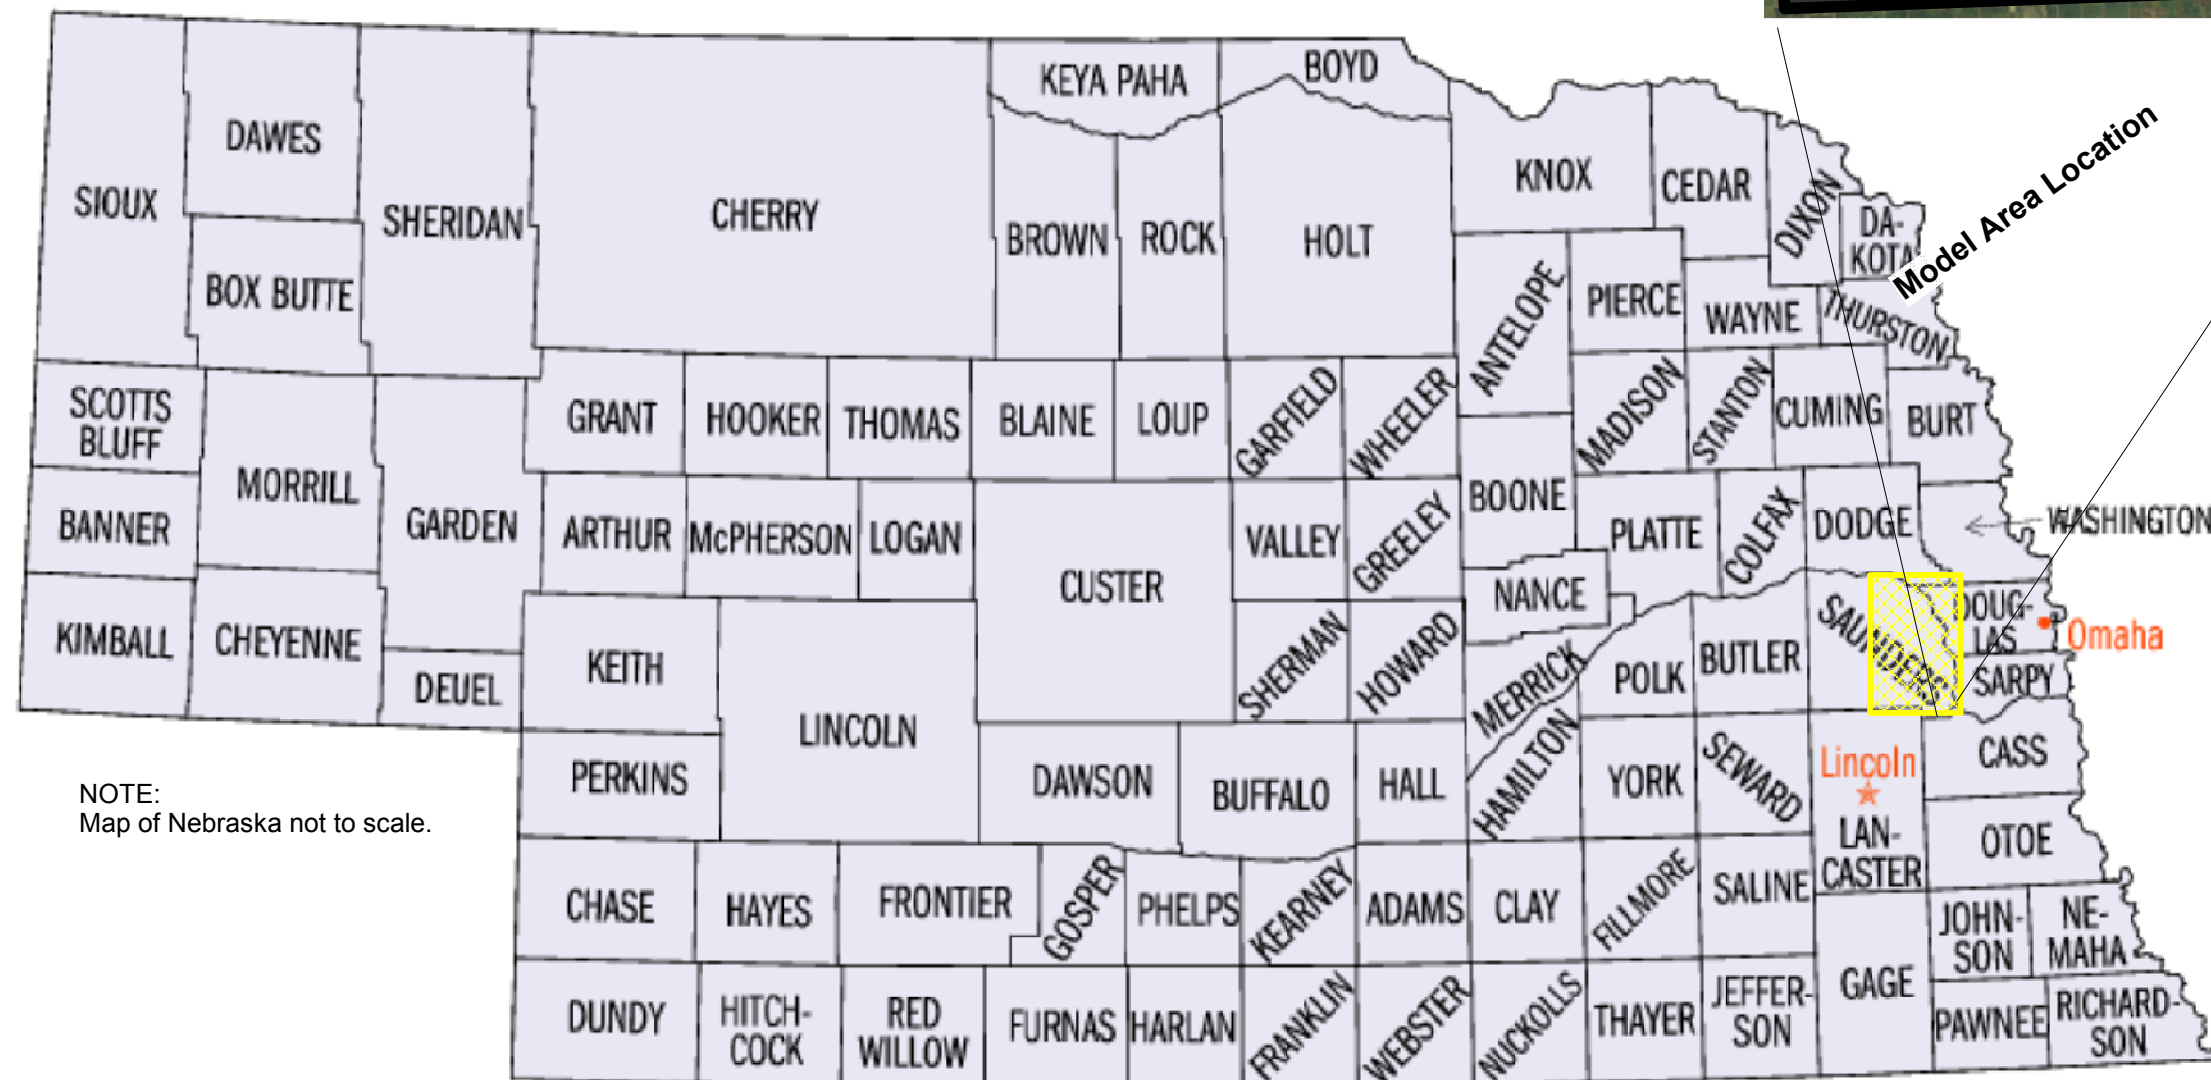 KEYA PAHA
BOYD
DAWES
SIOUX
SHERIDAN
CHERRY
BROWN
ROCK
HOLT
KNOX
CEDAR
DIXON
DA-
KOTA
Model Area Location
BOX BUTTE
ANTELOPE
PIERCE
WAYNE
THURSTON
SCOTTS
BLUFF
MORRILL
GARDEN
GRANT
HOOKER
THOMAS
BLAINE
LOUP
GARFIELD
WHEELER
MADISON
STANTON
CUMING
BURT
BANNER
ARTHUR
McPHERSON
LOGAN
CUSTER
VALLEY
GREELEY
BOONE
PLATTE
COLFAX
DODGE
WASHINGTON
KIMBALL
CHEYENNE
DEUEL
KEITH
LINCOLN
SHERMAN
HOWARD
NANCE
MERRICK
POLK
BUTLER
SAUNDERS
DOUG-
LAS
Omaha
SARPY
PERKINS
DAWSON
BUFFALO
HALL
HAMILTON
YORK
SEWARD
Lincoln
LAN-
CASTER
CASS
OTOE
NOTE:
Map of Nebraska not to scale.
CHASE
HAYES
FRONTIER
GOSPER
PHELPS
KEARNEY
ADAMS
CLAY
FILLMORE
SALINE
JOHN-
SON
NE-
MAHA
DUNDY
HITCH-
COCK
RED
WILLOW
FURNAS
HARLAN
FRANKLIN
WEBSTER
NUCKOLLS
THAYER
JEFFER-
SON
GAGE
PAWNEE
RICHARD-
SON